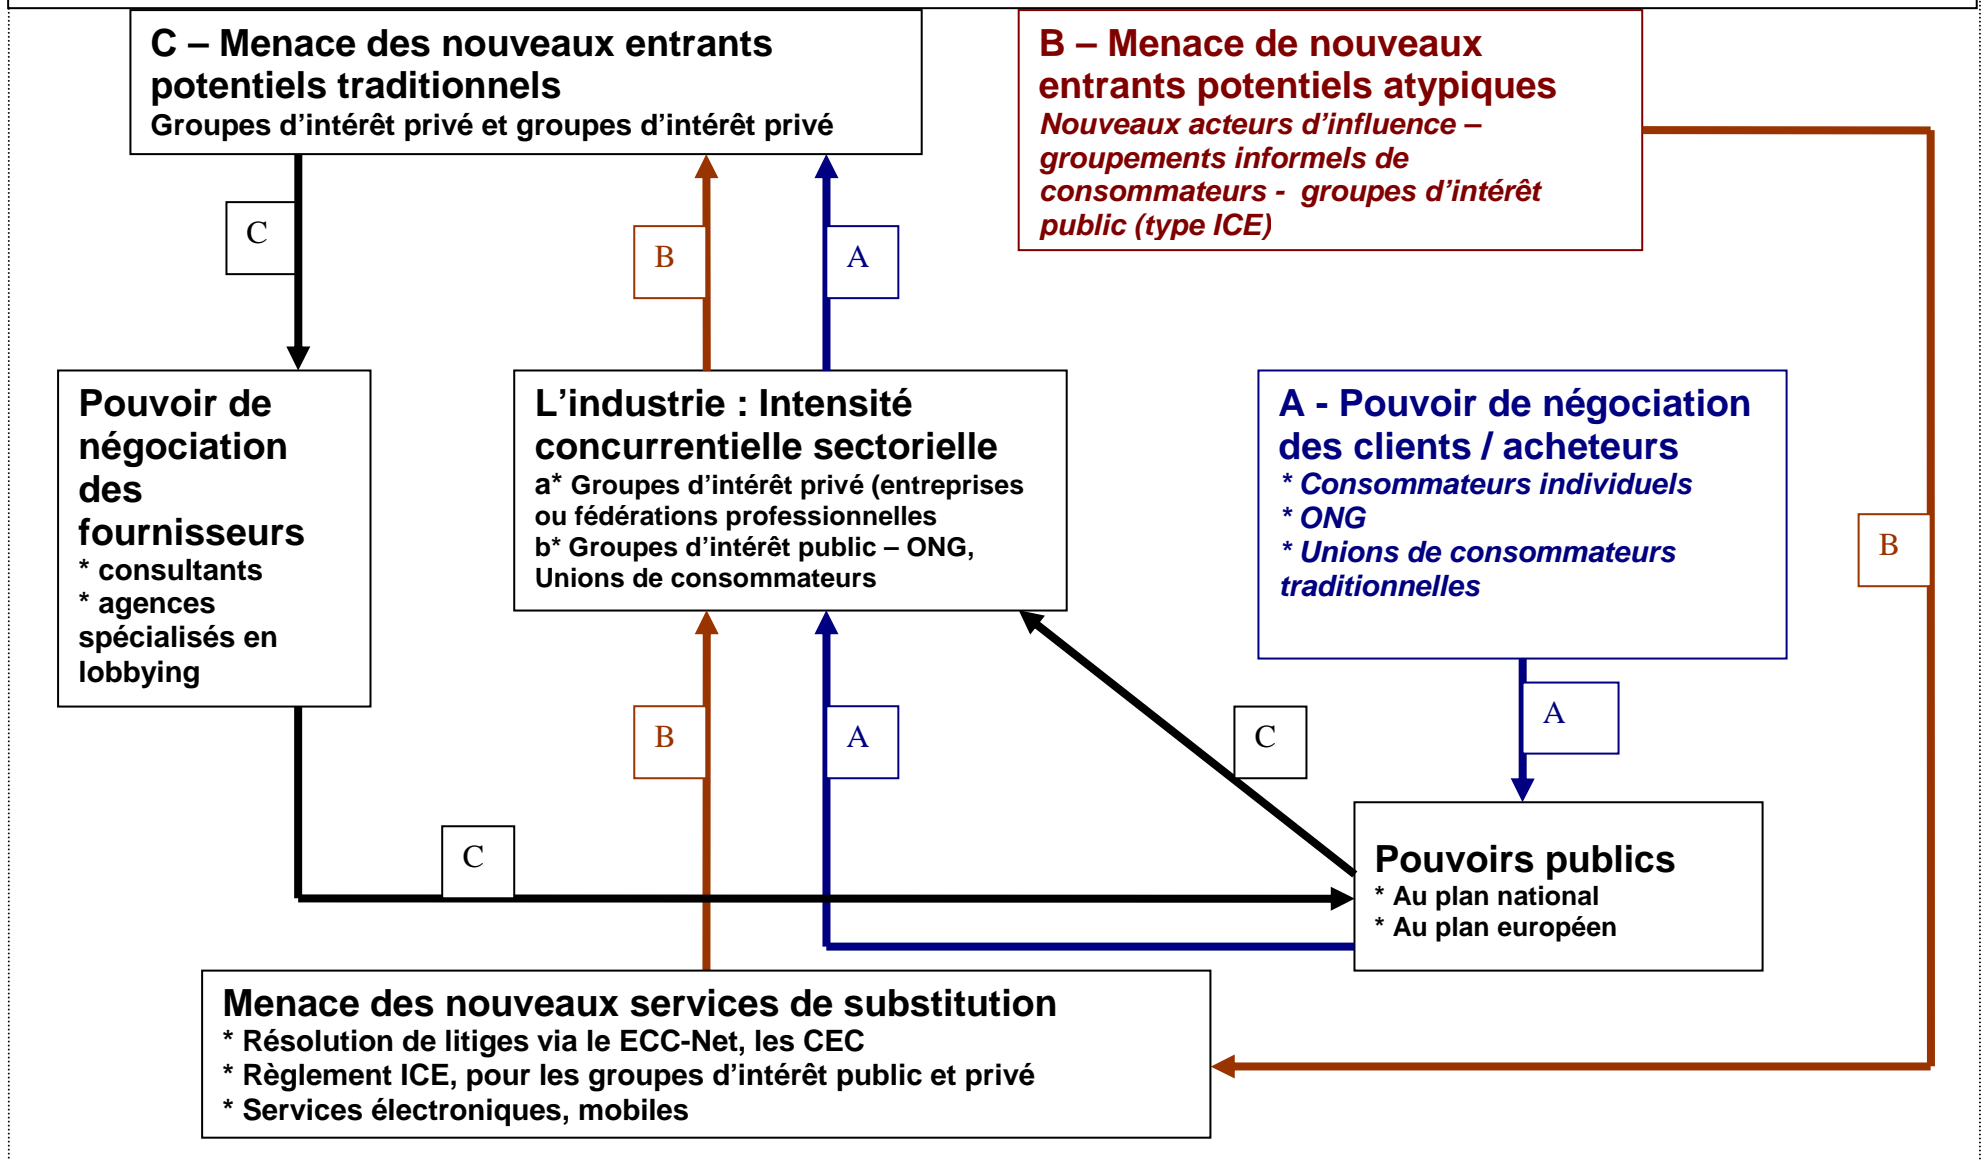 C – Menace des nouveaux entrants
potentiels traditionnels
Groupes d’intérêt privé et groupes d’intérêt privé
B – Menace de nouveaux
entrants potentiels atypiques
Nouveaux acteurs d’influence –
groupements informels de
consommateurs - groupes d’intérêt
public (type ICE)
C
B
A
Pouvoir de
négociation
des
fournisseurs
* consultants
* agences
spécialisés en
lobbying
L’industrie : Intensité
concurrentielle sectorielle
a* Groupes d’intérêt privé (entreprises
ou fédérations professionnelles
b* Groupes d’intérêt public – ONG,
Unions de consommateurs
A - Pouvoir de négociation
des clients / acheteurs
* Consommateurs individuels
* ONG
* Unions de consommateurs
traditionnelles
B
B
A
C
A
C
Pouvoirs publics
* Au plan national
* Au plan européen
Menace des nouveaux services de substitution
* Résolution de litiges via le ECC-Net, les CEC
* Règlement ICE, pour les groupes d’intérêt public et privé
* Services électroniques, mobiles